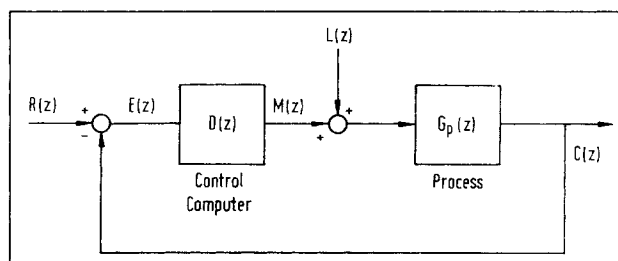 L(z)
R(z) + E(z) M(z) +
D(z) Gp(z)
- +
C(z)
Control Process
Computer